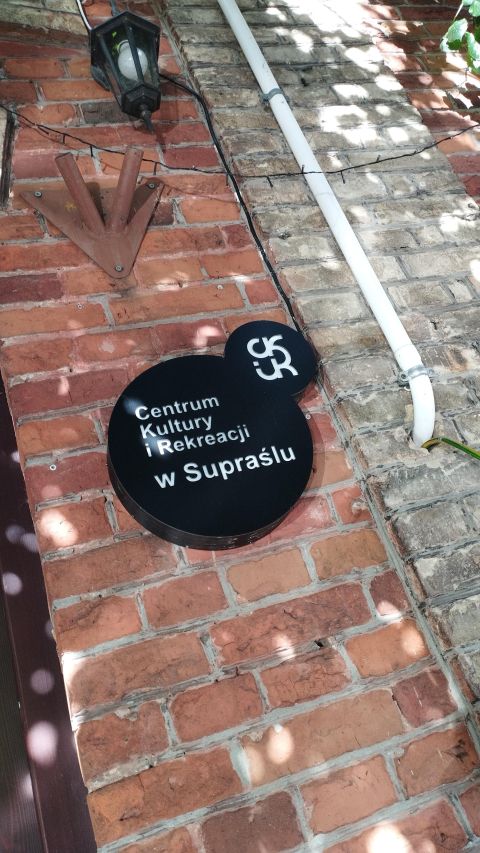 Centrum
Kultury
i Rekreacji
w Supraślu